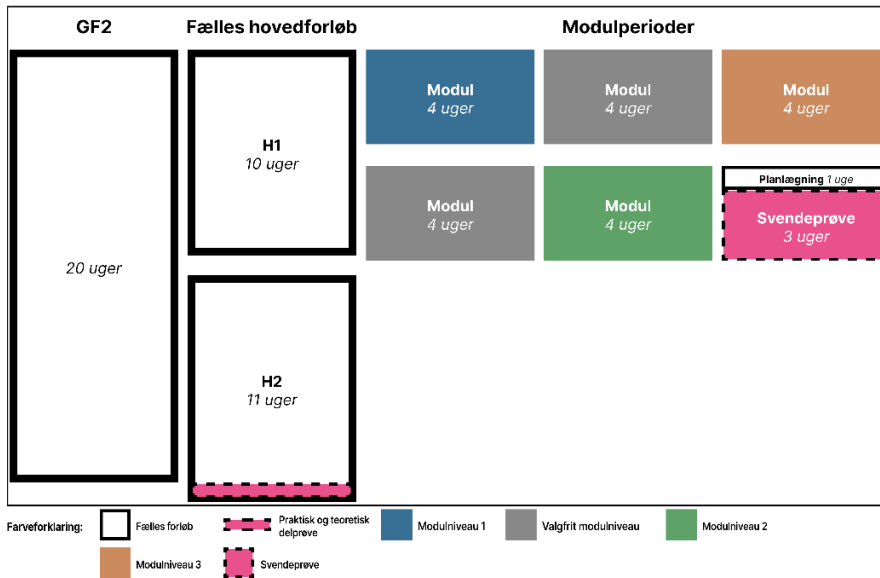 GF2
Fælles hovedforløb
Modulperioder
20 uger
H1
10 uger
H2
11 uger
Modul
4 uger
Modul
4 uger
Modul
4 uger
Modul
4 uger
Modul
4 uger
Planlægning 1 uge
Svendeprøve
3 uger
Farveforklaring:
Fælles forløb
Praktisk og teoretisk
delprøve
Modulniveau 1
Valgfrit modulniveau
Modulniveau 2
Modulniveau 3
Svendeprøve